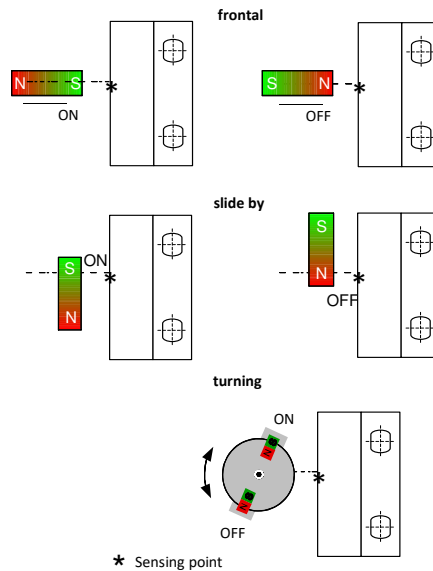 frontal
N S
*
ON
S N
*
OFF
slide by
S
N
ON
*
S
N
OFF
*
turning
ON
N
N
OFF
*
* Sensing point